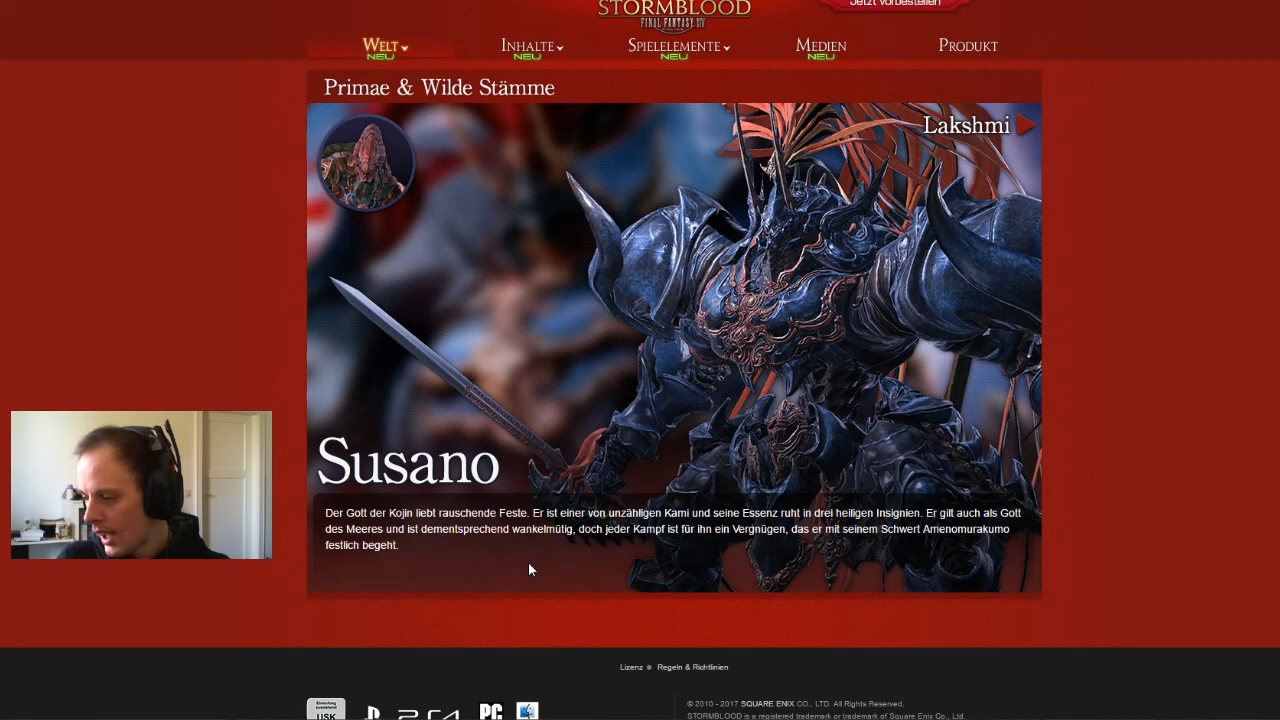 STORMBLOOD
FINAL FANTASY XIV
Jetzt vorbestellen
WELT
NEU
INHALTE
NEU
SPIELELEMENTE
NEU
MEDIEN
NEU
PRODUKT
Primae & Wilde Stämme
Lakshmi
Susano
Der Gott der Kojin liebt rauschende Feste. Er ist einer von unzähligen Kami und seine Essenz ruht in drei heiligen Insignien. Er gilt auch als Gott
des Meeres und ist dementsprechend wankelmütig, doch jeder Kampf ist für ihn ein Vergnügen, das er mit seinem Schwert Amenomurakumo
festlich begeht.
Lizenz
Regeln & Richtlinien
USK
PS4
PC
© 2010 - 2017 SQUARE ENIX CO., LTD. All Rights Reserved.
STORMBLOOD is a registered trademark or trademark of Square Enix Co., Ltd.